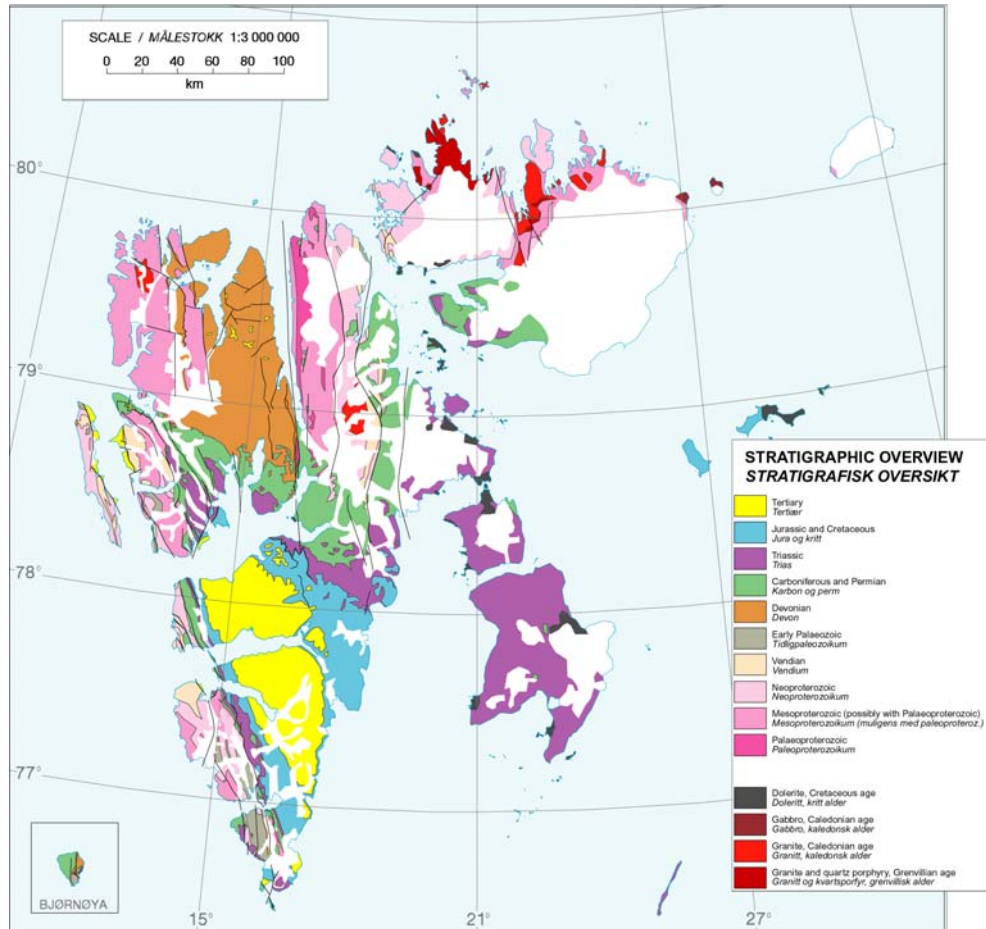 SCALE / MÅLESTOKK 1:3 000 000
0 20 40 60 80 100
km
80°
79°
78°
77°
15°
21°
27°
BJØRNØYA
STRATIGRAPHIC OVERVIEW
STRATIGRAFISK OVERSIKT
Tertiary
Tertiær
Jurassic and Cretaceous
Jura og kritt
Triassic
Trias
Carboniferous and Permian
Karbon og perm
Devonian
Devon
Early Palaeozoic
Tidligpaleozoikum
Vendian
Vendium
Neoproterozoic
Neoproterozoikum
Mesoproterozoic (possibly with Palaeoproterozoic)
Mesoproterozoikum (muligens med paleoproteroz.)
Palaeoproterozoic
Paleoproterozoikum
Dolerite, Cretaceous age
Doleritt, kritt alder
Gabbro, Caledonian age
Gabbro, kaledonsk alder
Granite, Caledonian age
Granitt, kaledonsk alder
Granite and quartz porphyry, Grenvillian age
Granitt og kvartsporfyr, grenvillisk alder